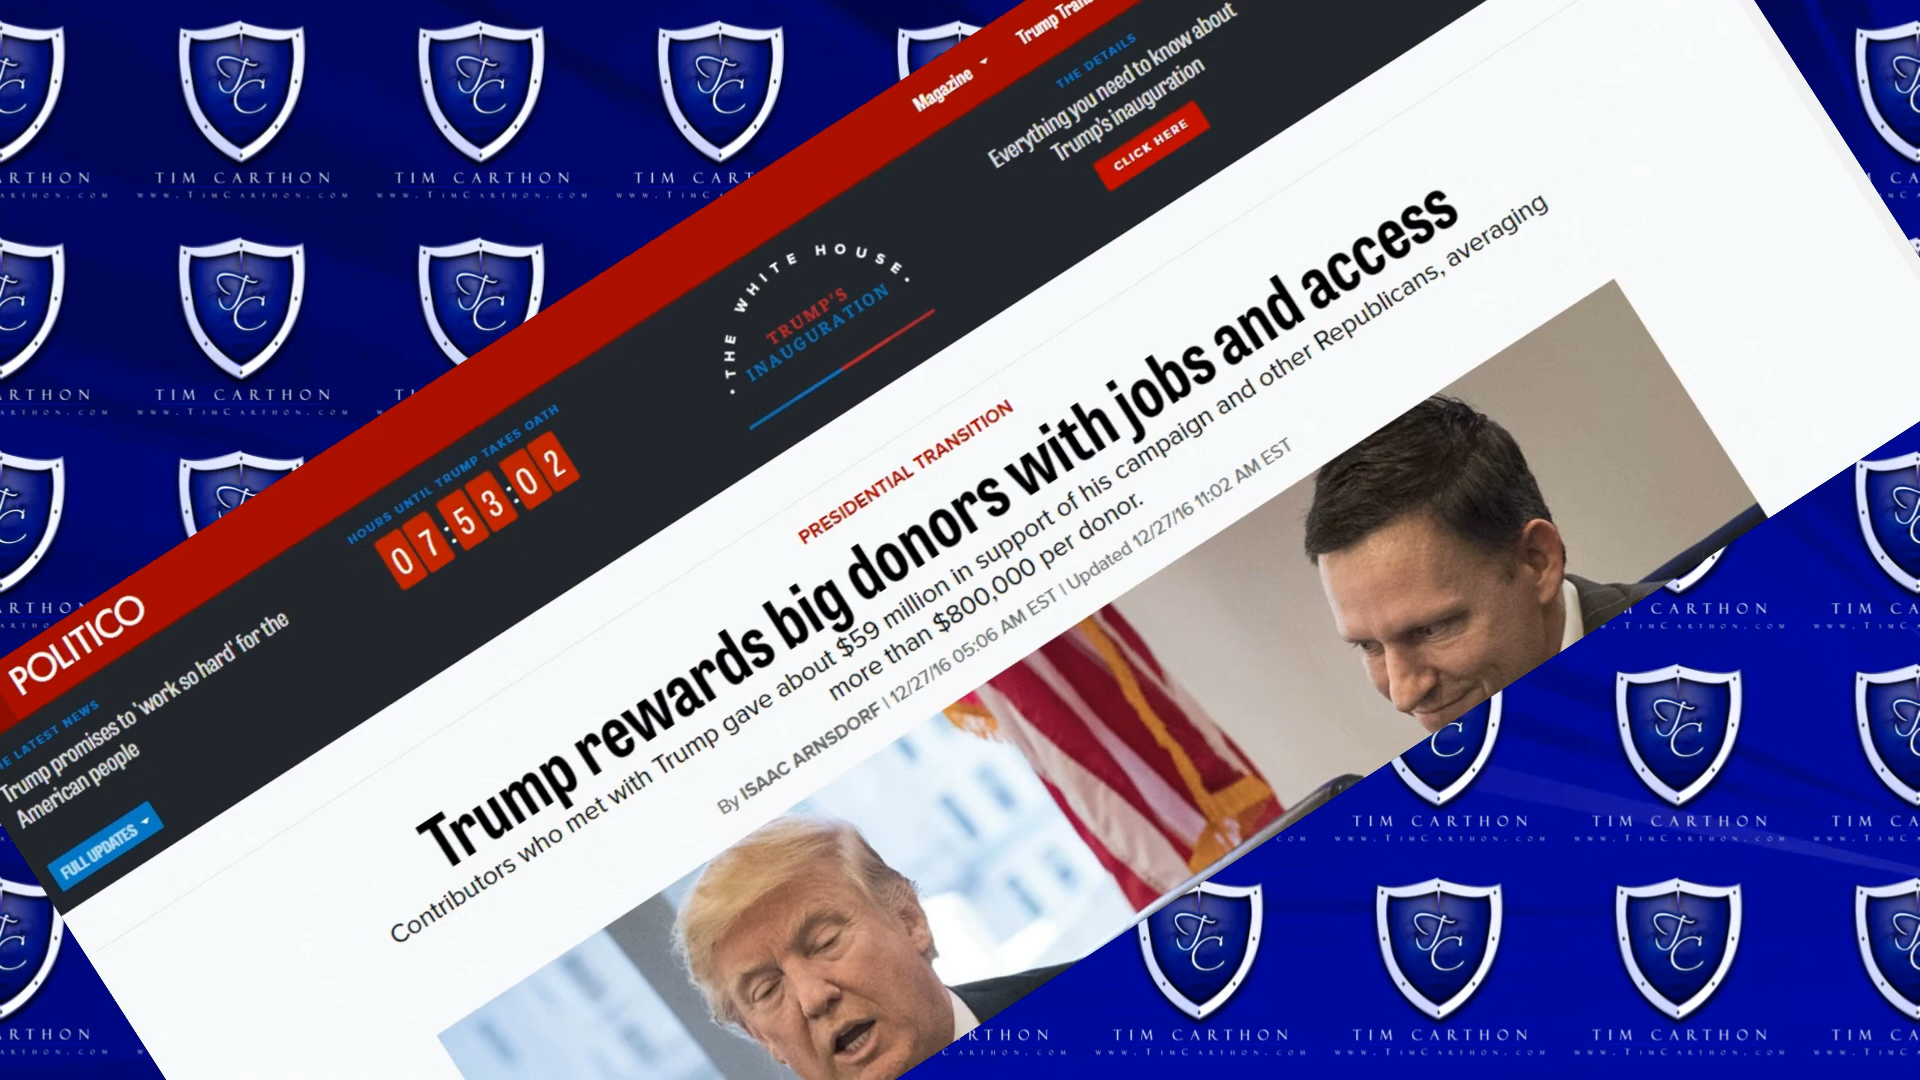 POLITICO
Magazine
Trump Tran
THE LATEST NEWS
Trump promises to 'work so hard' for the
American people
FULL UPDATES
HOURS UNTIL TRUMP TAKES OATH
07:53:02
• THE WHITE HOUSE •
TRUMP'S
INAUGURATION
THE DETAILS
Everything you need to know about
Trump's inauguration
CLICK HERE
PRESIDENTIAL TRANSITION
Trump rewards big donors with jobs and access
Contributors who met with Trump gave about $59 million in support of his campaign and other Republicans, averaging
more than $800,000 per donor.
By ISAAC ARNSDORF | 12/27/16 05:06 AM EST | Updated 12/27/16 11:02 AM EST
TC
TIM CARTHON
www.TimCarthon.com